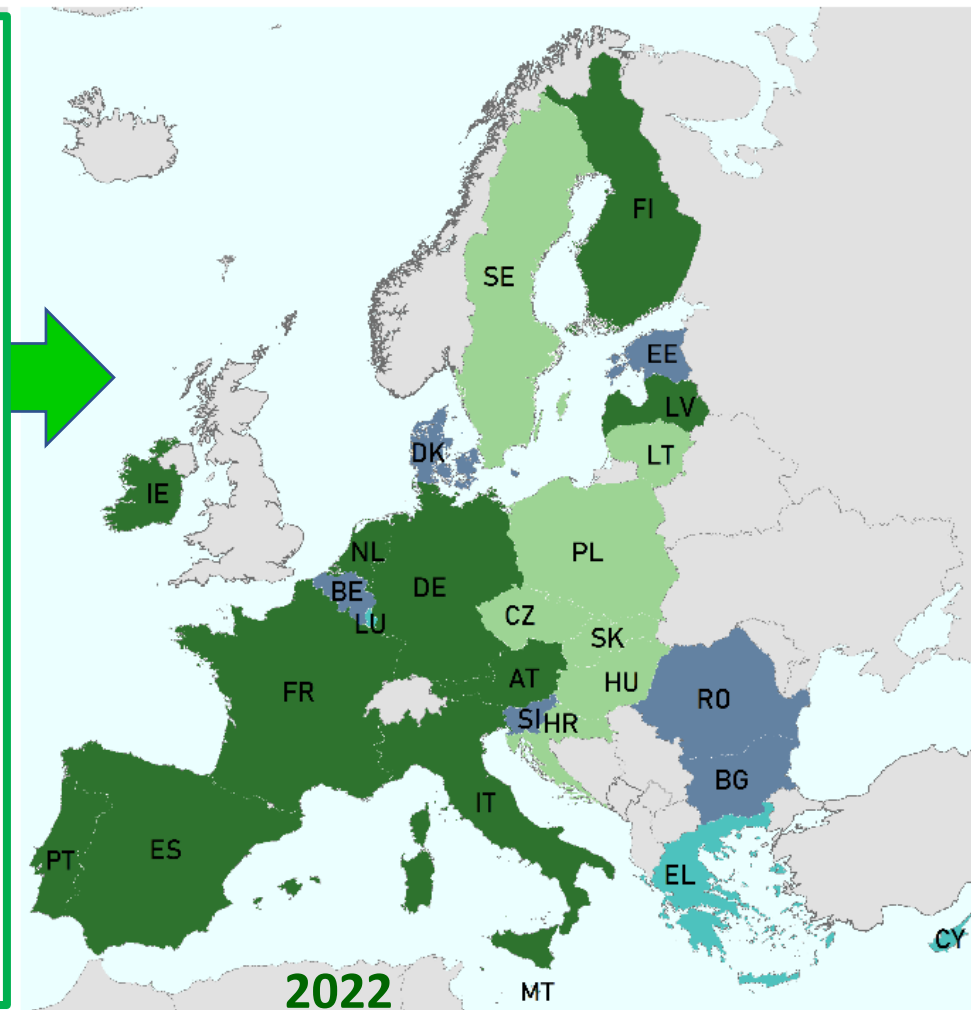 FI
SE
EE
LV
DK
LT
IE
NL
PL
DE
BE
CZ
LU
SK
AT
HU
FR
RO
SI
HR
BG
IT
ES
PT
EL
CY
2022
MT